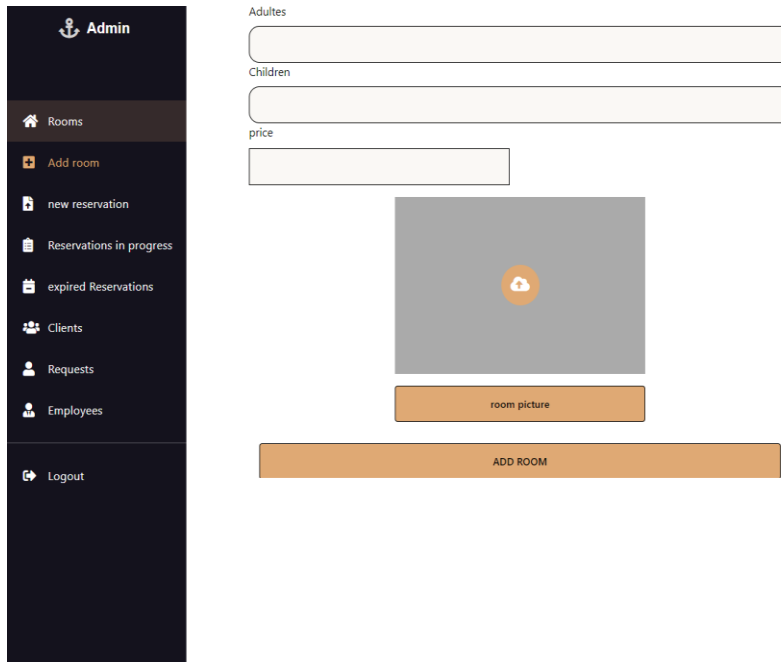 Admin
Rooms
Add room
new reservation
Reservations in progress
expired Reservations
Clients
Requests
Employees
Logout
Adultes
Children
price
room picture
ADD ROOM